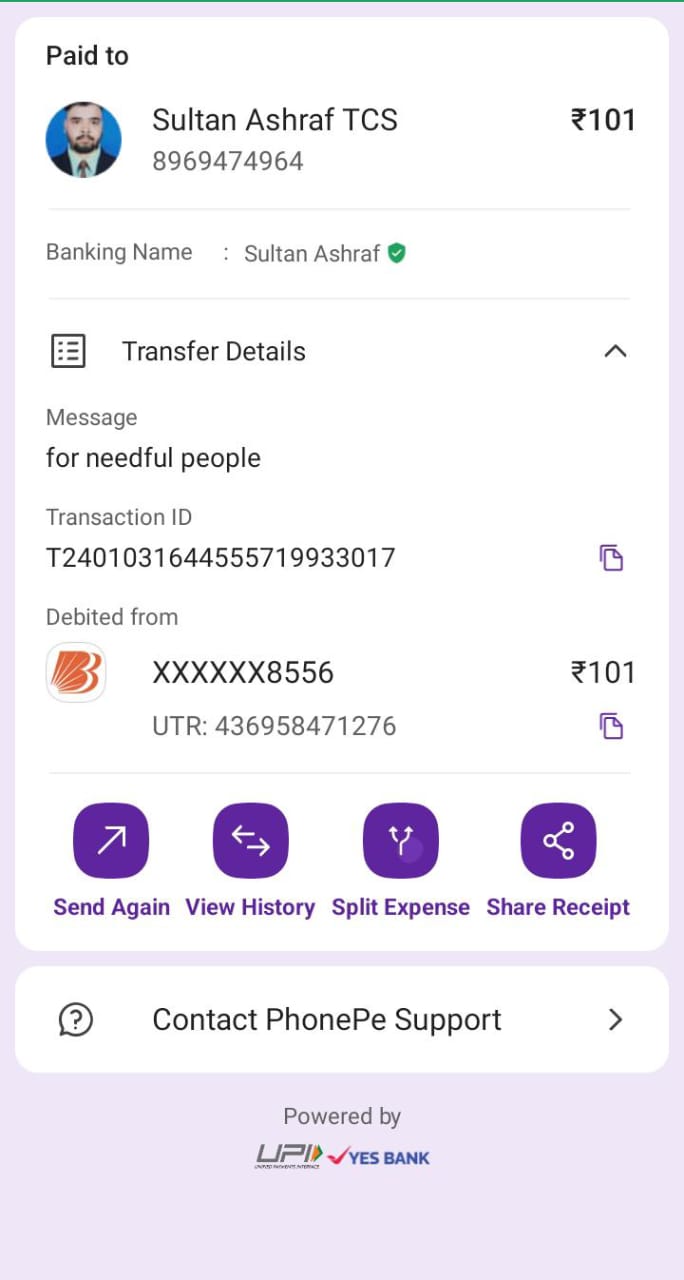 Paid to
Sultan Ashraf TCS ₹101
8969474964
Banking Name : Sultan Ashraf
Transfer Details
Message
for needful people
Transaction ID
T2401031644555719933017
Debited from
XXXXXX8556 ₹101
UTR: 436958471276
Send Again View History Split Expense Share Receipt
Contact PhonePe Support
Powered by
UPI YES BANK
UNIFIED PAYMENTS INTERFACE